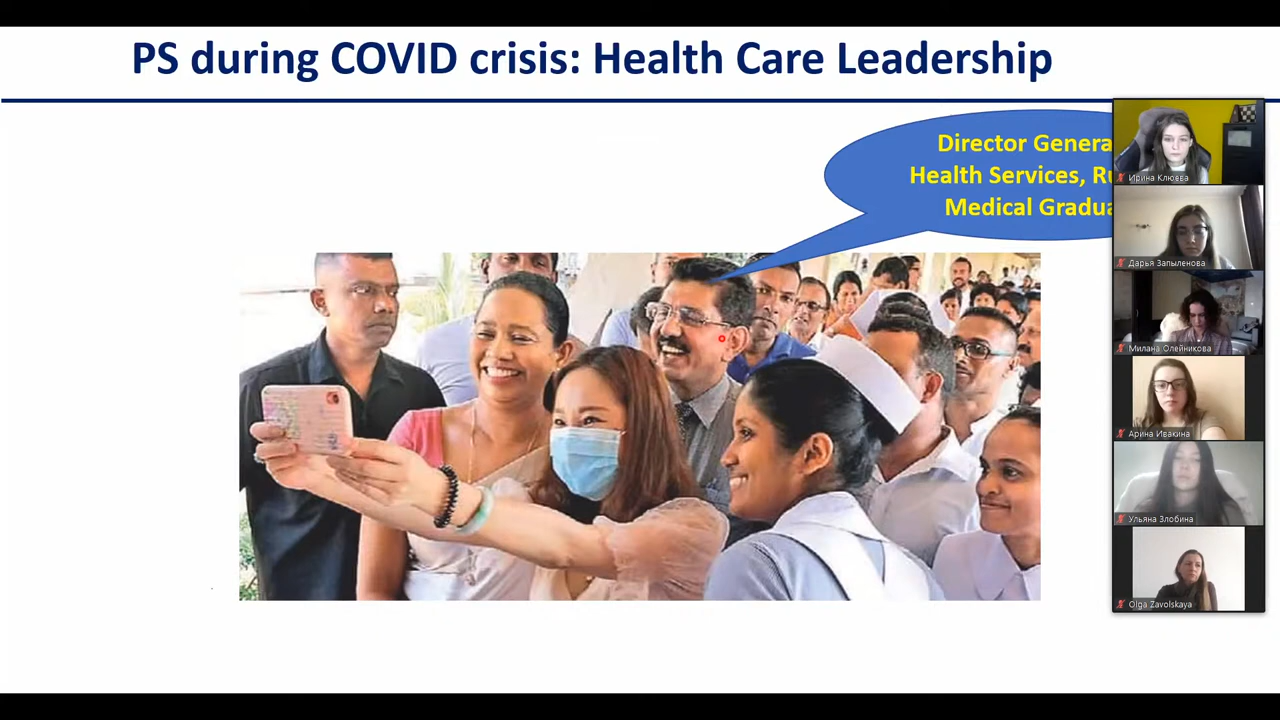 PS during COVID crisis: Health Care Leadership
Director Genera
Health Services, Ru
Medical Gradua
Ирина Клюева
Дарья Запыленова
Милана Олейникова
Арина Ивакина
Ульяна Злобина
Olga Zavolskaya